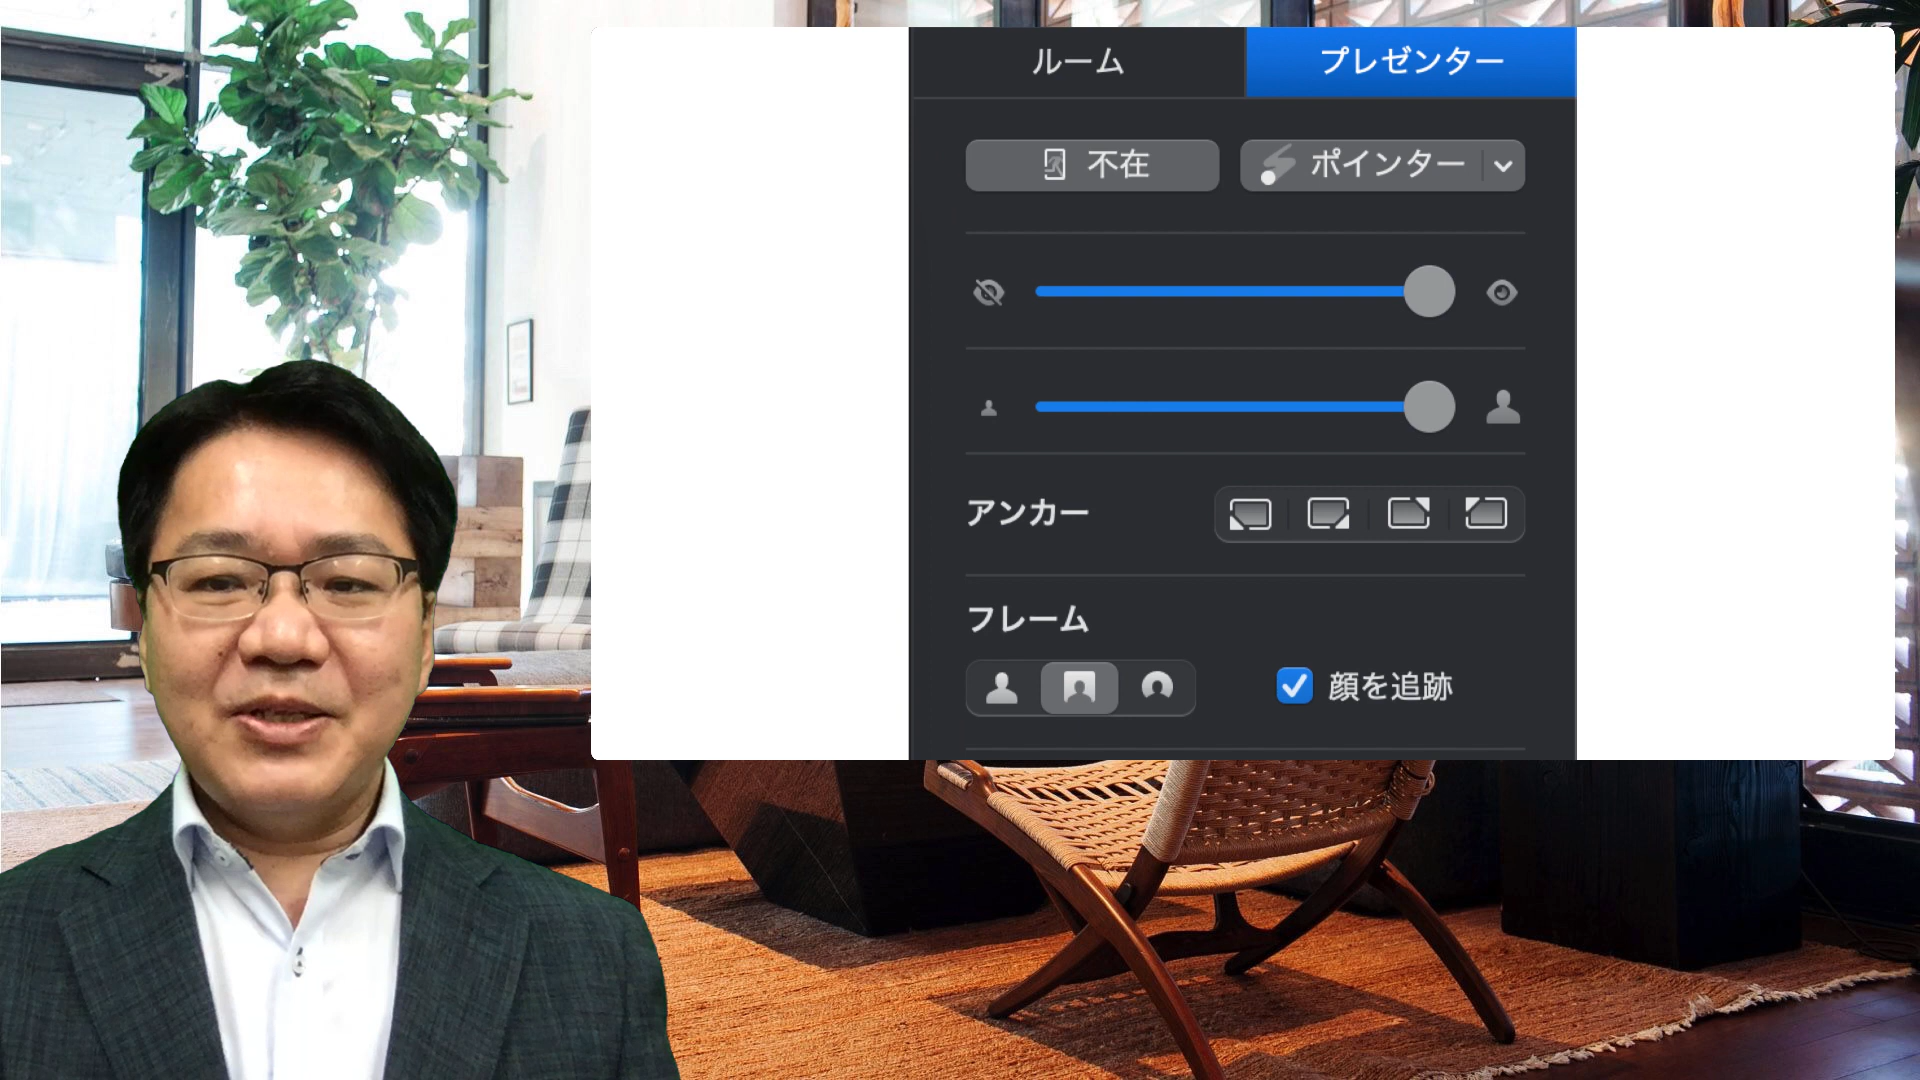 ルーム
プレゼンター
不在
ポインター
アンカー
フレーム
顔を追跡